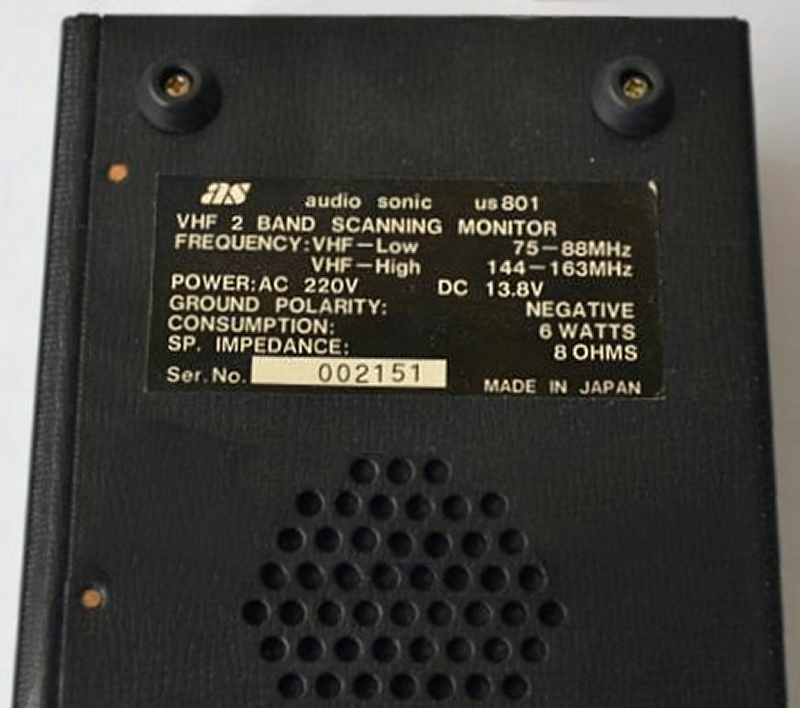 as audio sonic us801
VHF 2 BAND SCANNING MONITOR
FREQUENCY: VHF-Low 75-88MHz
VHF-High 144-163MHz
POWER: AC 220V DC 13.8V
GROUND POLARITY: NEGATIVE
CONSUMPTION: 6 WATTS
SP. IMPEDANCE: 8 OHMS
Ser. No. 002151 MADE IN JAPAN